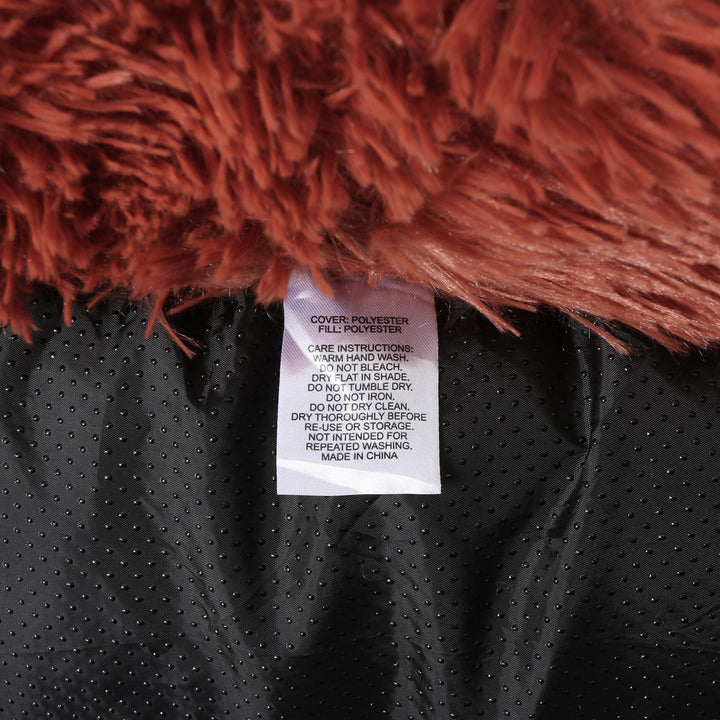 COVER: POLYESTER
FILL: POLYESTER
CARE INSTRUCTIONS:
WARM HAND WASH.
DO NOT BLEACH.
DRY FLAT IN SHADE.
DO NOT TUMBLE DRY.
DO NOT IRON.
DO NOT DRY CLEAN.
DRY THOROUGHLY BEFORE
RE-USE OR STORAGE.
NOT INTENDED FOR
REPEATED WASHING.
MADE IN CHINA